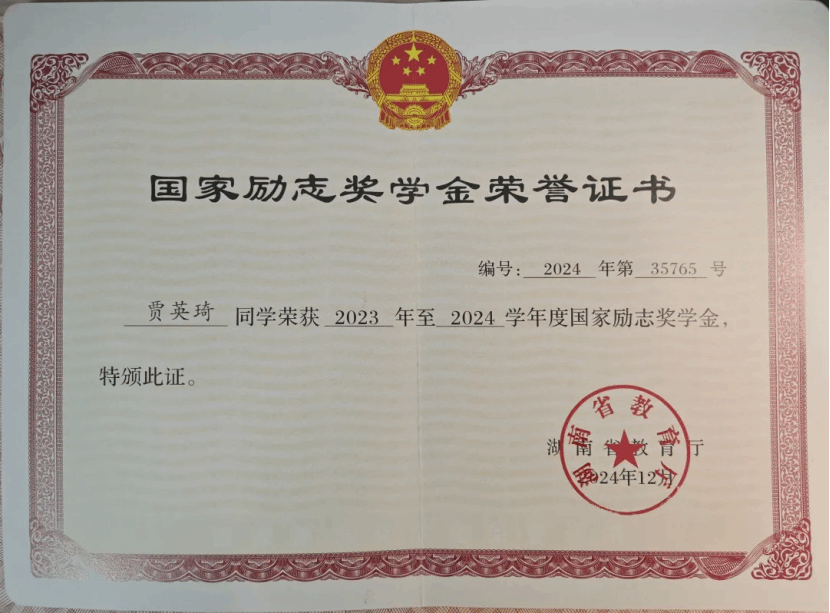 国家励志奖学金荣誉证书
编号：2024 年第 35765 号
贾英琦 同学荣获 2023 年至 2024 学年度国家励志奖学金，
特颁此证。
湖南省教育厅
2024年12月
湖南省教育厅